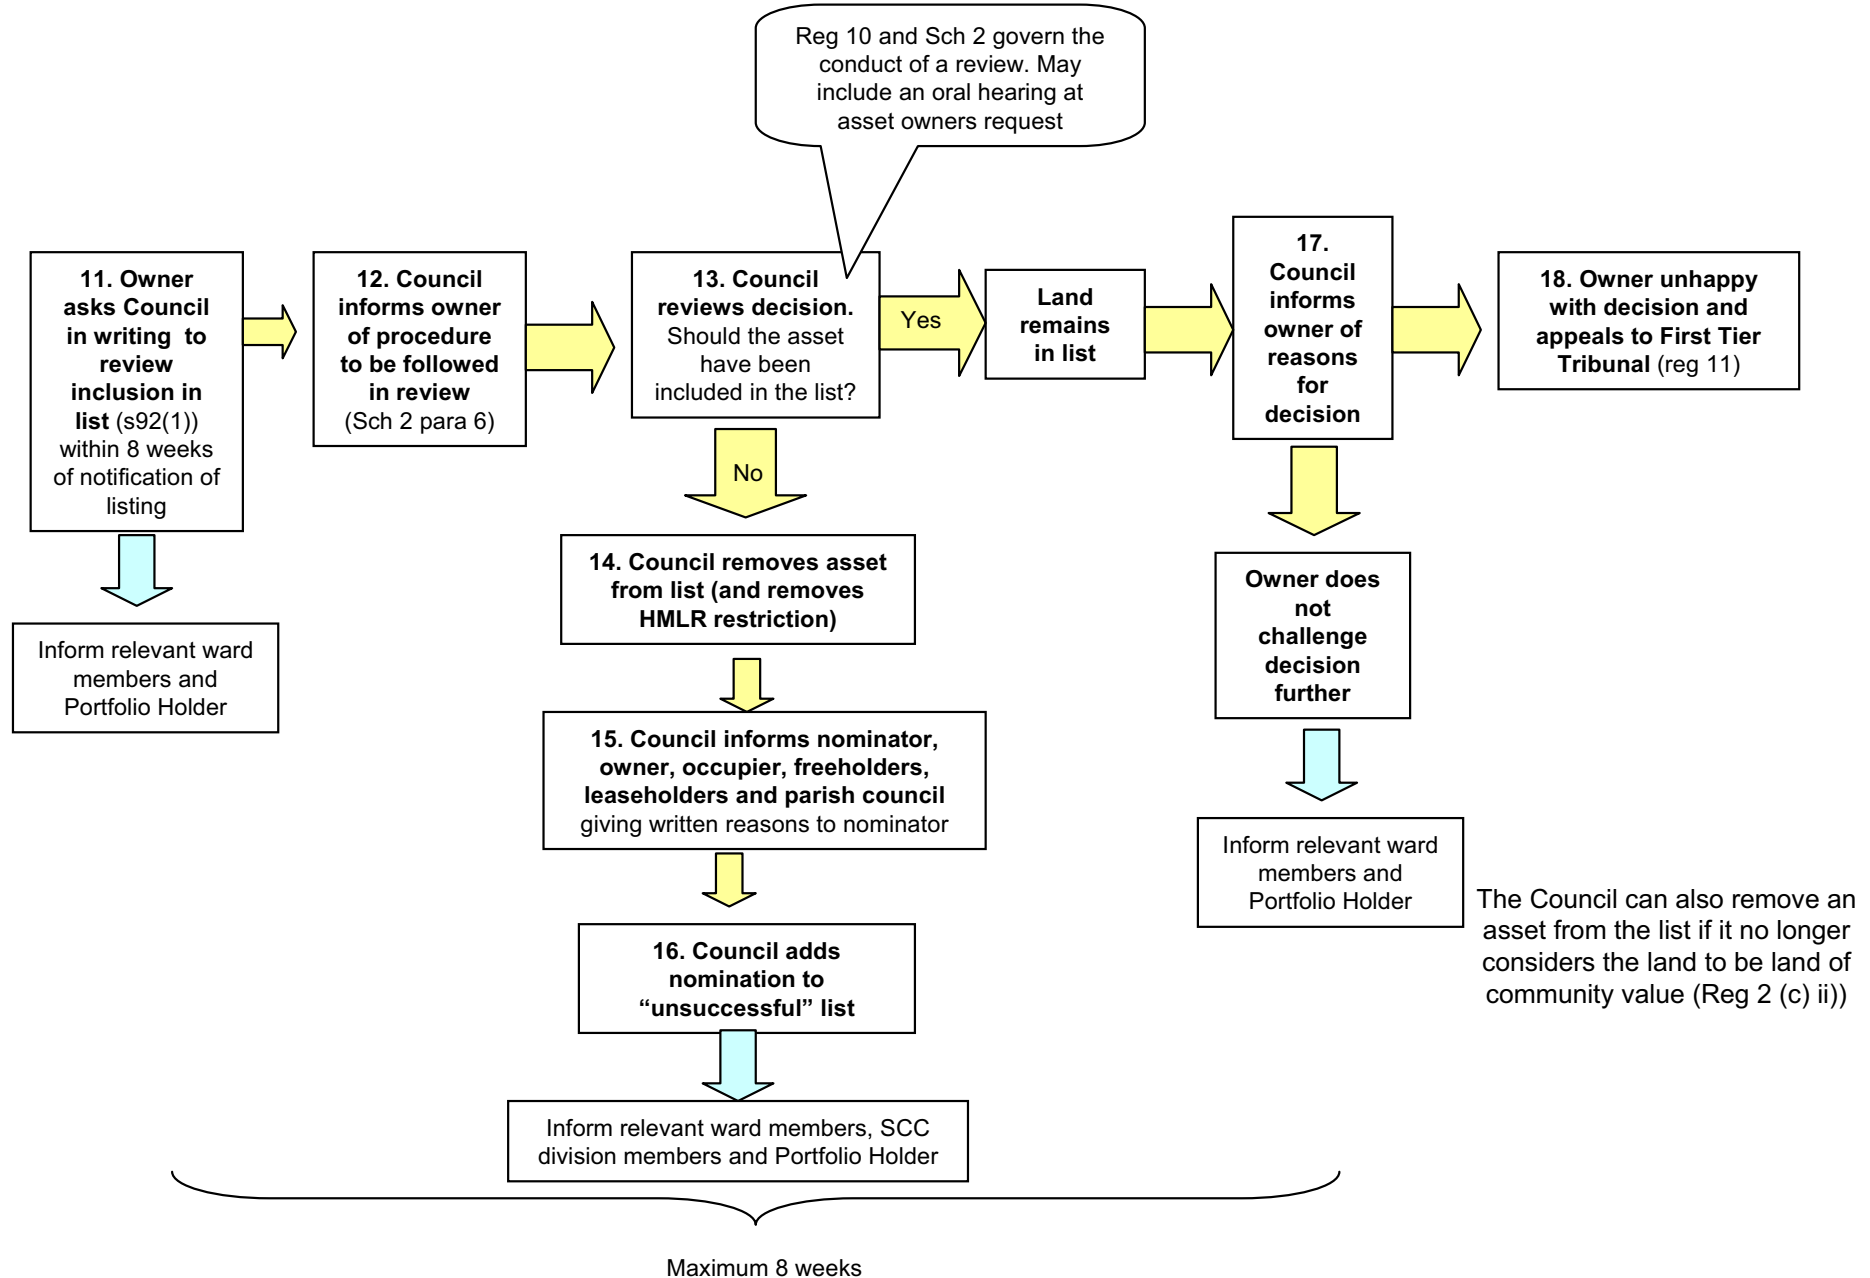 Reg 10 and Sch 2 govern the
conduct of a review. May
include an oral hearing at
asset owners request
11. Owner
asks Council
in writing  to
review
inclusion in
list (s92(1))
within 8 weeks
of notification of
listing
12. Council
informs owner
of procedure
to be followed
in review
(Sch 2 para 6)
13. Council
reviews decision.
Should the asset
have been
included in the list?
Yes
Land
remains
in list
17.
Council
informs
owner of
reasons
for
decision
18. Owner unhappy
with decision and
appeals to First Tier
Tribunal (reg 11)
No
Inform relevant ward
members and
Portfolio Holder
14. Council removes asset
from list (and removes
HMLR restriction)
Owner does
not
challenge
decision
further
15. Council informs nominator,
owner, occupier, freeholders,
leaseholders and parish council
giving written reasons to nominator
Inform relevant ward
members and
Portfolio Holder
The Council can also remove an
asset from the list if it no longer
considers the land to be land of
community value (Reg 2 (c) ii))
16. Council adds
nomination to
“unsuccessful” list
Inform relevant ward members, SCC
division members and Portfolio Holder
Maximum 8 weeks